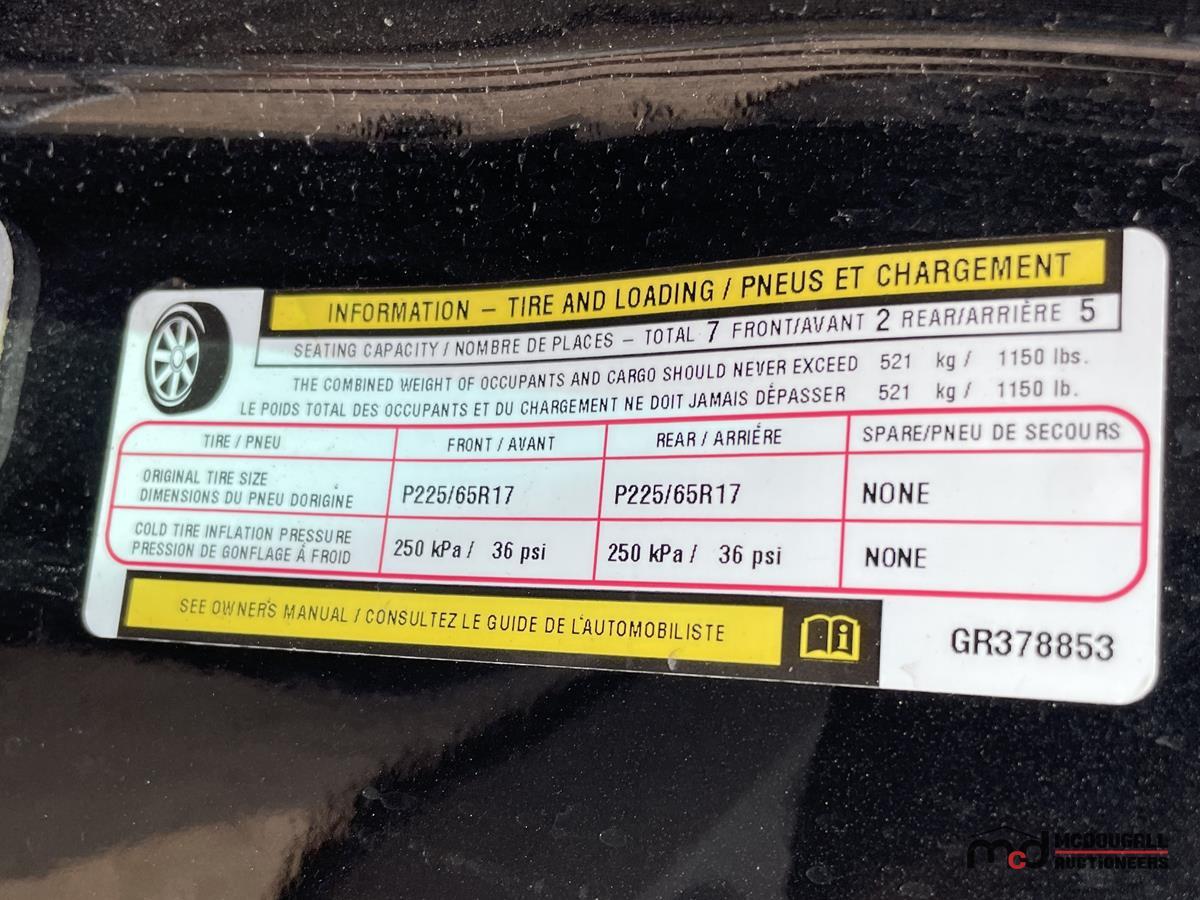 INFORMATION – TIRE AND LOADING / PNEUS ET CHARGEMENT
SEATING CAPACITY / NOMBRE DE PLACES – TOTAL 7 FRONT/AVANT 2 REAR/ARRIÈRE 5
THE COMBINED WEIGHT OF OCCUPANTS AND CARGO SHOULD NEVER EXCEED 521 kg / 1150 lbs.
LE POIDS TOTAL DES OCCUPANTS ET DU CHARGEMENT NE DOIT JAMAIS DÉPASSER 521 kg / 1150 lb.
TIRE / PNEU FRONT / AVANT REAR / ARRIÉRE SPARE/PNEU DE SECOURS
ORIGINAL TIRE SIZE
DIMENSIONS DU PNEU DORIGINE P225/65R17 P225/65R17 NONE
COLD TIRE INFLATION PRESSURE
PRESSION DE GONFLAGE À FROID 250 kPa / 36 psi 250 kPa / 36 psi NONE
SEE OWNER'S MANUAL / CONSULTEZ LE GUIDE DE L'AUTOMOBILISTE
GR378853
mcd MCDOUGALL
AUCTIONEERS